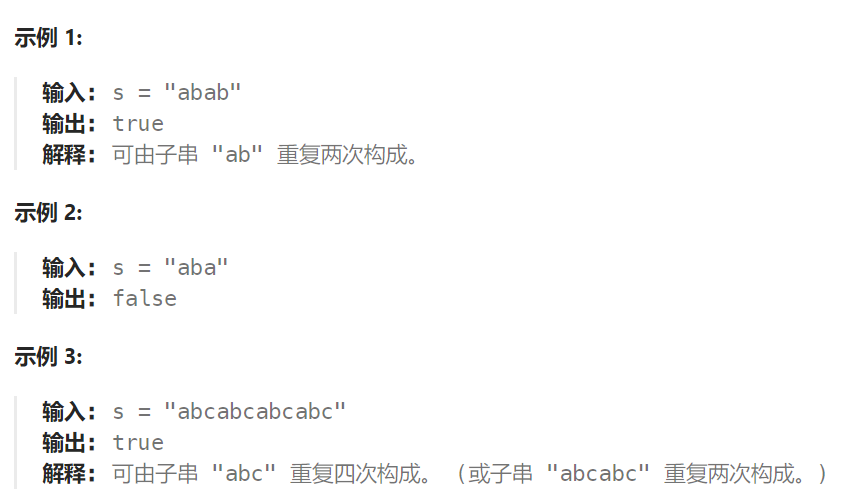 示例 1:
输入：s = "abab"
输出：true
解释：可由子串 "ab" 重复两次构成。
示例 2:
输入：s = "aba"
输出：false
示例 3:
输入：s = "abcabcabcabc"
输出：true
解释：可由子串 "abc" 重复四次构成。 (或子串 "abcabc" 重复两次构成。)